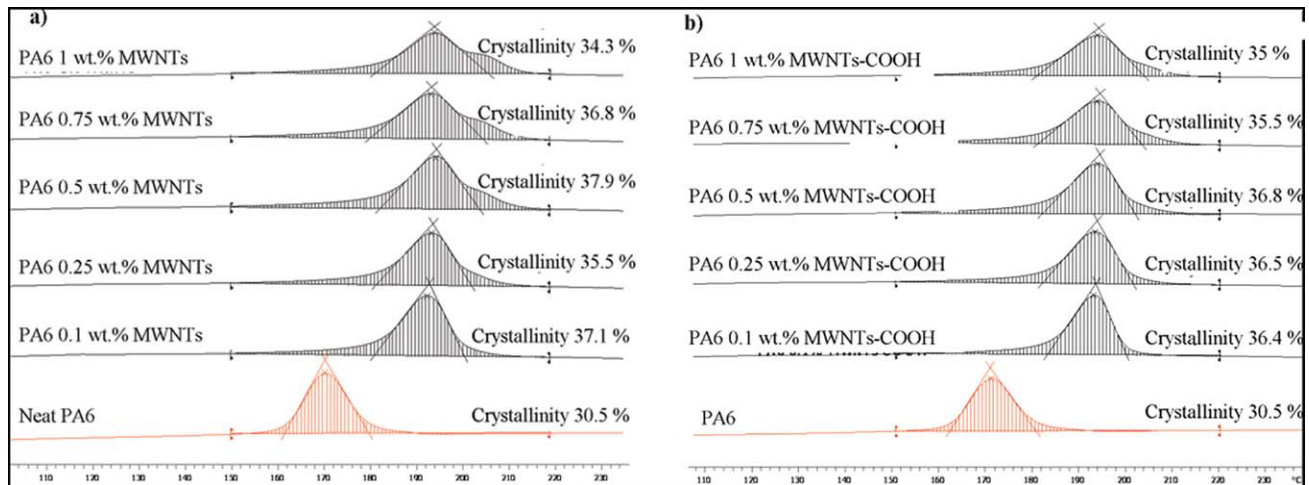 a)
PA6 1 wt.% MWNTs
Crystallinity 34.3 %
PA6 0.75 wt.% MWNTs
Crystallinity 36.8 %
PA6 0.5 wt.% MWNTs
Crystallinity 37.9 %
PA6 0.25 wt.% MWNTs
Crystallinity 35.5 %
PA6 0.1 wt.% MWNTs
Crystallinity 37.1 %
Neat PA6
Crystallinity 30.5 %
110 120 130 140 150 160 170 180 190 200 210 220 230
b)
PA6 1 wt.% MWNTs-COOH
Crystallinity 35 %
PA6 0.75 wt.% MWNTs-COOH
Crystallinity 35.5 %
PA6 0.5 wt.% MWNTs-COOH
Crystallinity 36.8 %
PA6 0.25 wt.% MWNTs-COOH
Crystallinity 36.5 %
PA6 0.1 wt.% MWNTs-COOH
Crystallinity 36.4 %
PA6
Crystallinity 30.5 %
110 120 130 140 150 160 170 180 190 200 210 220 230 °C